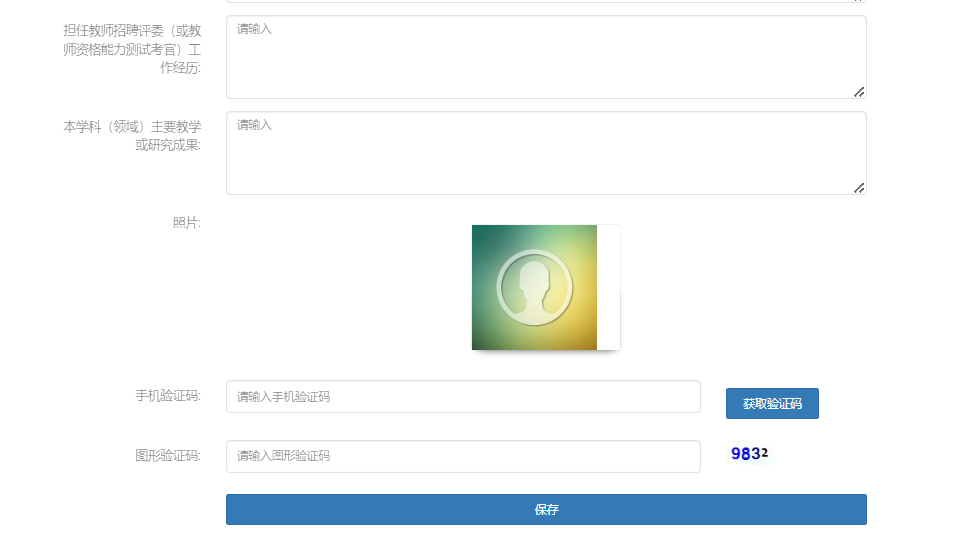 担任教师招聘评委（或教
师资格能力测试考官）工
作经历:
请输入
本学科（领域）主要教学
或研究成果:
请输入
照片:
手机验证码:
请输入手机验证码
获取验证码
图形验证码:
请输入图形验证码
9832
保存